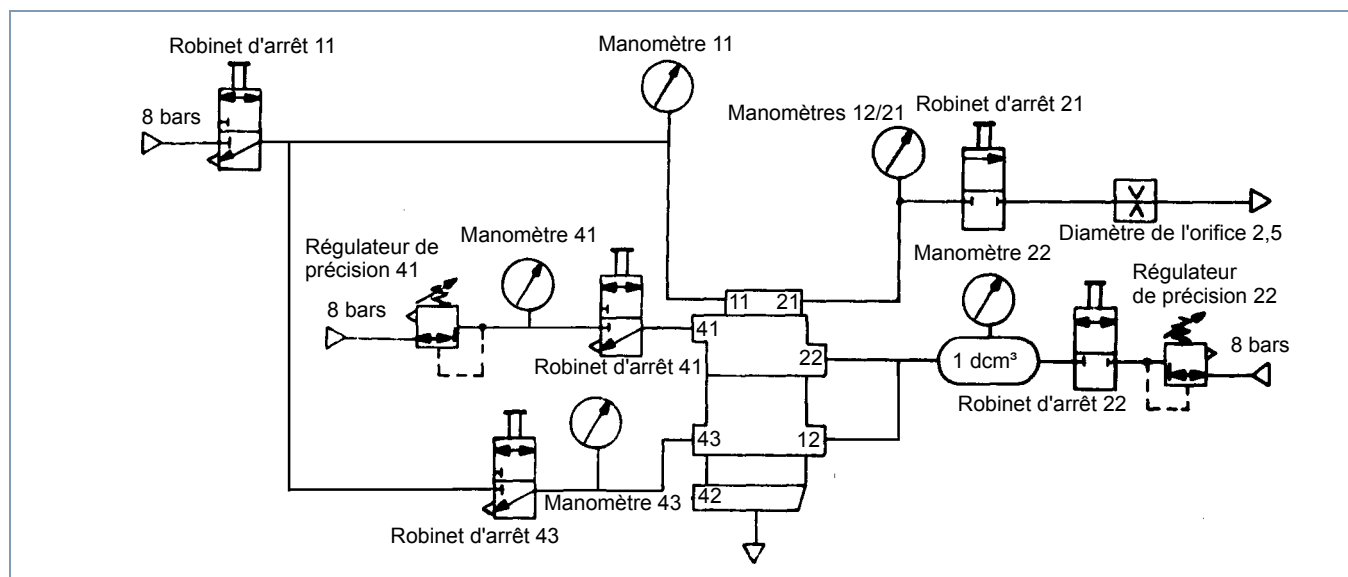 Robinet d'arrêt 11
Manomètre 11
8 bars
Manomètres 12/21
Robinet d'arrêt 21
Diamètre de l'orifice 2,5
Régulateur de
précision 41
Manomètre 41
8 bars
Robinet d'arrêt 41
Manomètre 22
Régulateur
de précision 22
8 bars
11
21
41
22
1 dcm³
Robinet d'arrêt 22
43
12
42
Manomètre 43
Robinet d'arrêt 43